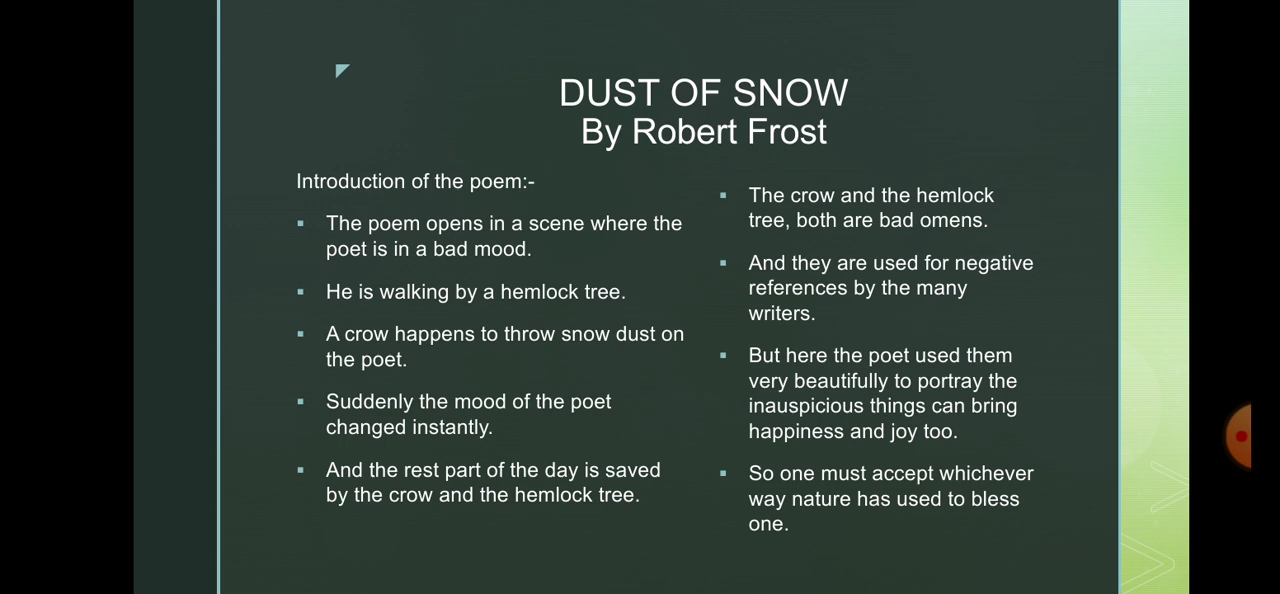 DUST OF SNOW
By Robert Frost
Introduction of the poem:-
▪ The poem opens in a scene where the
poet is in a bad mood.
▪ He is walking by a hemlock tree.
▪ A crow happens to throw snow dust on
the poet.
▪ Suddenly the mood of the poet
changed instantly.
▪ And the rest part of the day is saved
by the crow and the hemlock tree.
▪ The crow and the hemlock
tree, both are bad omens.
▪ And they are used for negative
references by the many
writers.
▪ But here the poet used them
very beautifully to portray the
inauspicious things can bring
happiness and joy too.
▪ So one must accept whichever
way nature has used to bless
one.